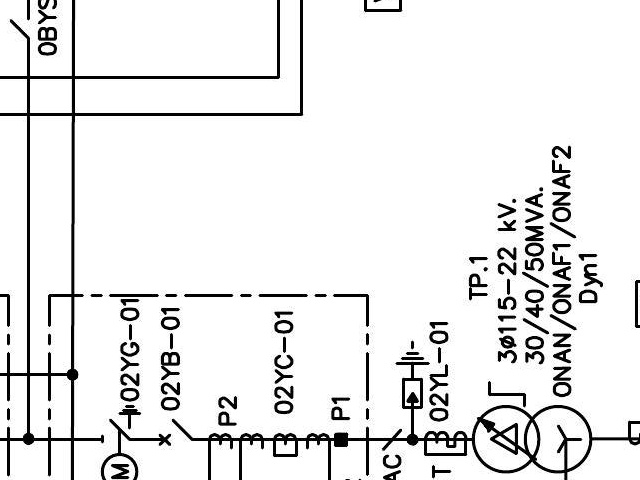 0BYS
02YG-01
02YB-01
P2
02YC-01
P1
02YL-01
AC
T
M
TP.1
3ø115-22 kV.
30/40/50MVA.
ONAN/ONAF1/ONAF2
Dyn1